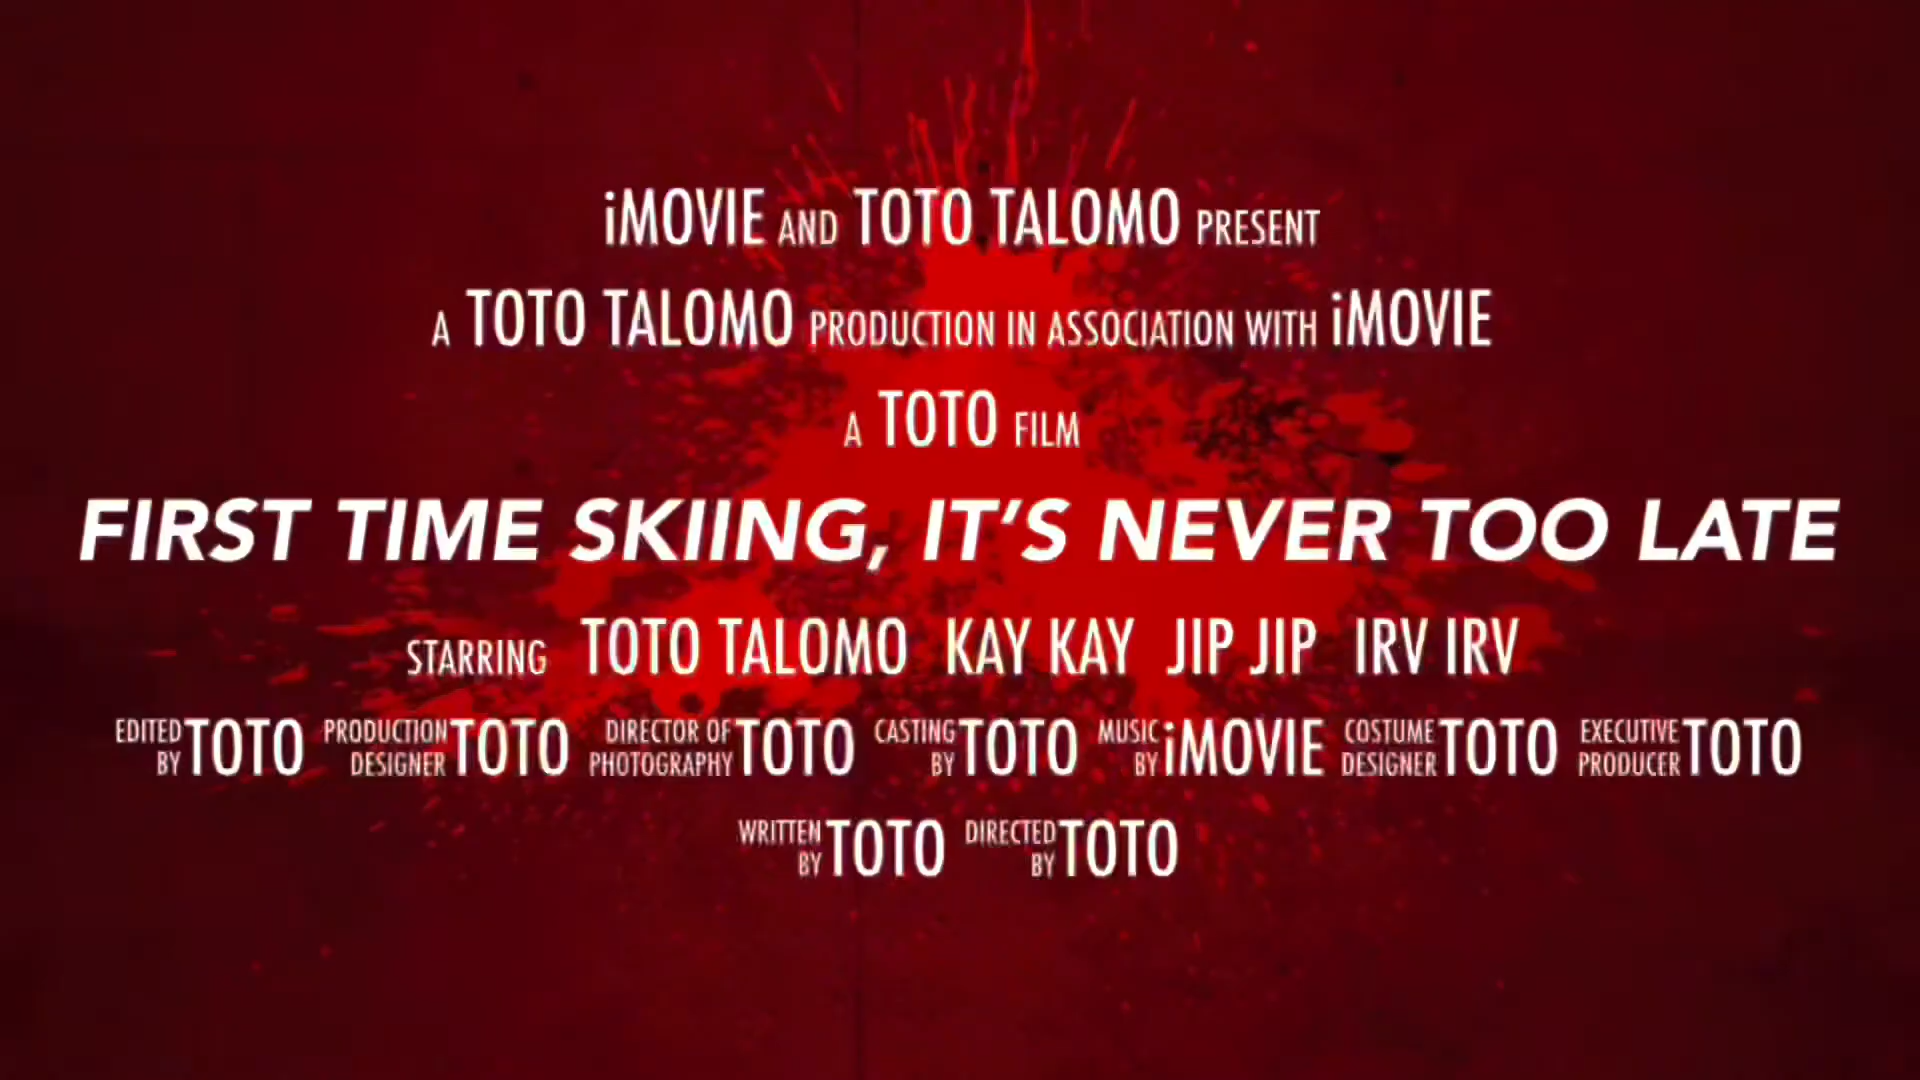 iMOVIE AND TOTO TALOMO PRESENT
A TOTO TALOMO PRODUCTION IN ASSOCIATION WITH iMOVIE
A TOTO FILM
FIRST TIME SKIING, IT'S NEVER TOO LATE
STARRING TOTO TALOMO KAY KAY JIP JIP IRV IRV
EDITED BY TOTO PRODUCTION DESIGNER TOTO DIRECTOR OF PHOTOGRAPHY TOTO CASTING BY TOTO MUSIC BY iMOVIE COSTUME DESIGNER TOTO EXECUTIVE PRODUCER TOTO
WRITTEN BY TOTO DIRECTED BY TOTO